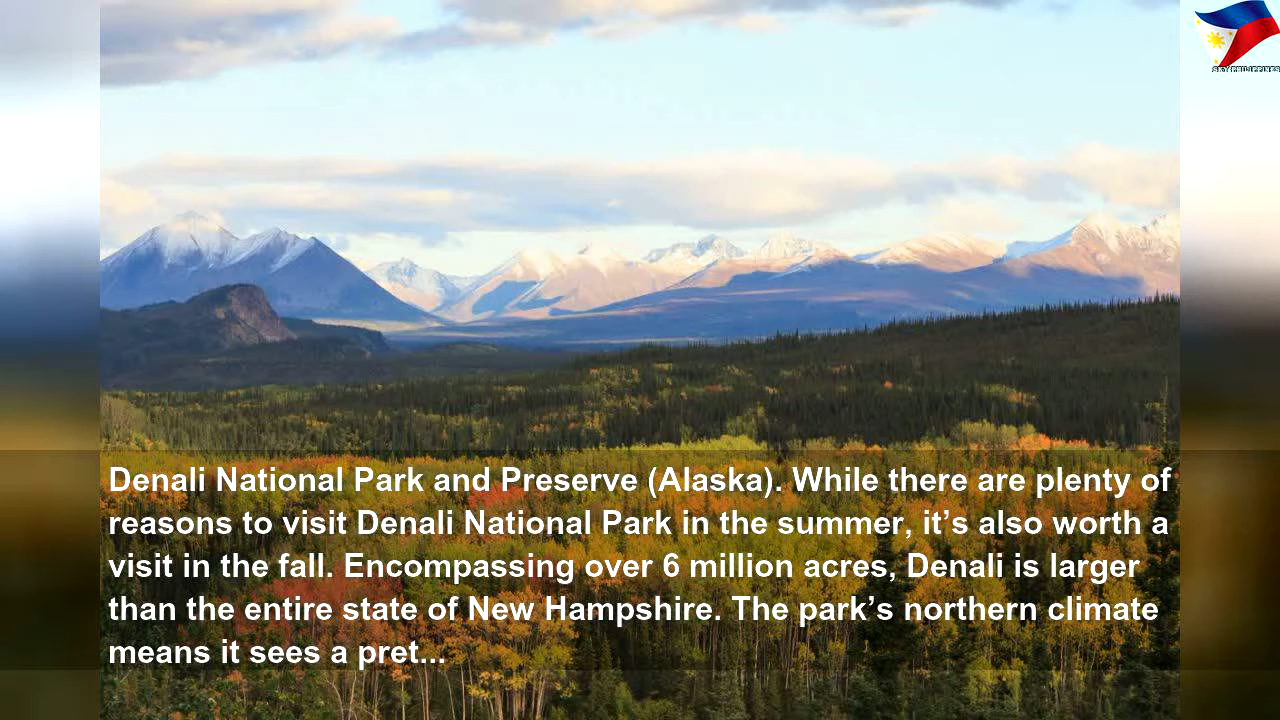 Denali National Park and Preserve (Alaska). While there are plenty of
reasons to visit Denali National Park in the summer, it’s also worth a
visit in the fall. Encompassing over 6 million acres, Denali is larger
than the entire state of New Hampshire. The park’s northern climate
means it sees a pret...